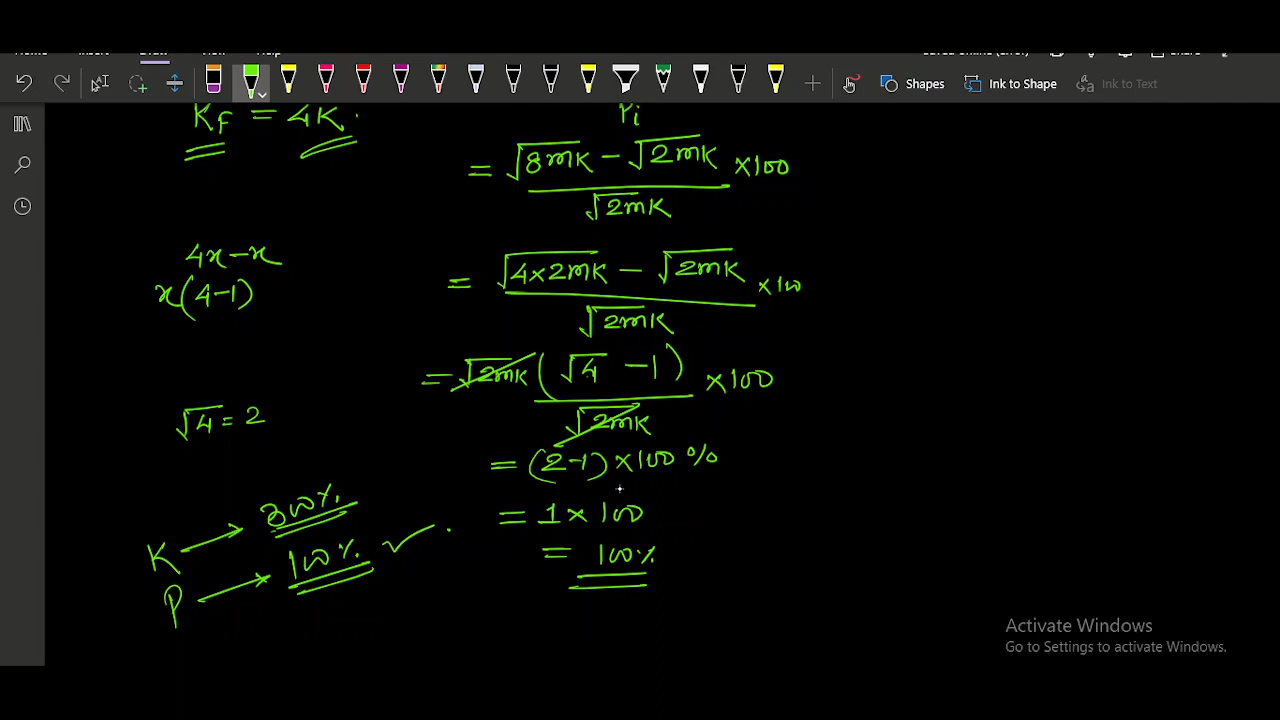 Shapes Ink to Shape Ink to Text
K_F = 4K.
P_i
= √8mK − √2mK ×100
√2mK
4x − x
x(4−1)
= √4×2mK − √2mK ×100
√2mK
= √2mK (√4 − 1) ×100
√2mK
√4 = 2
= (2−1) ×100 %
K → 300%
P → 100% ✓.
= 1 × 100
= 100%
Activate Windows
Go to Settings to activate Windows.